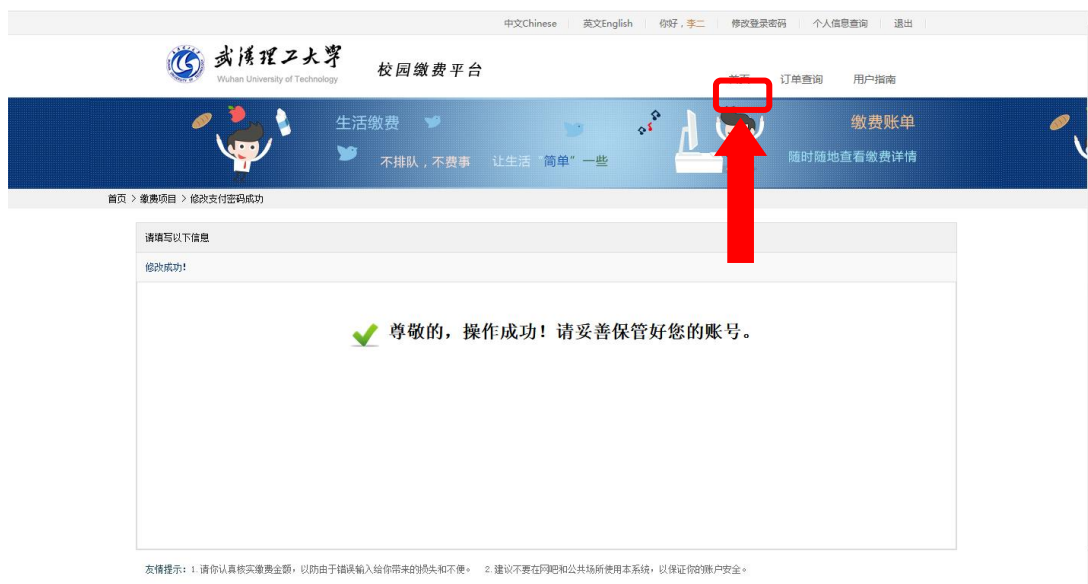 中文Chinese 英文English 你好，李二 修改登录密码 个人信息查询 退出
武汉理工大学 校园缴费平台
Wuhan University of Technology
首页 订单查询 用户指南
生活缴费 缴费账单
不排队，不费事 让生活“简单”一些 随时随地查看缴费详情
首页 > 缴费项目 > 修改支付密码成功
请填写以下信息
修改成功！
尊敬的，操作成功！请妥善保管好您的账号。
友情提示：1.请你认真核实缴费金额，以防由于错误输入给你带来的损失和不便。 2.建议不要在网吧和公共场所使用本系统，以保证你的账户安全。